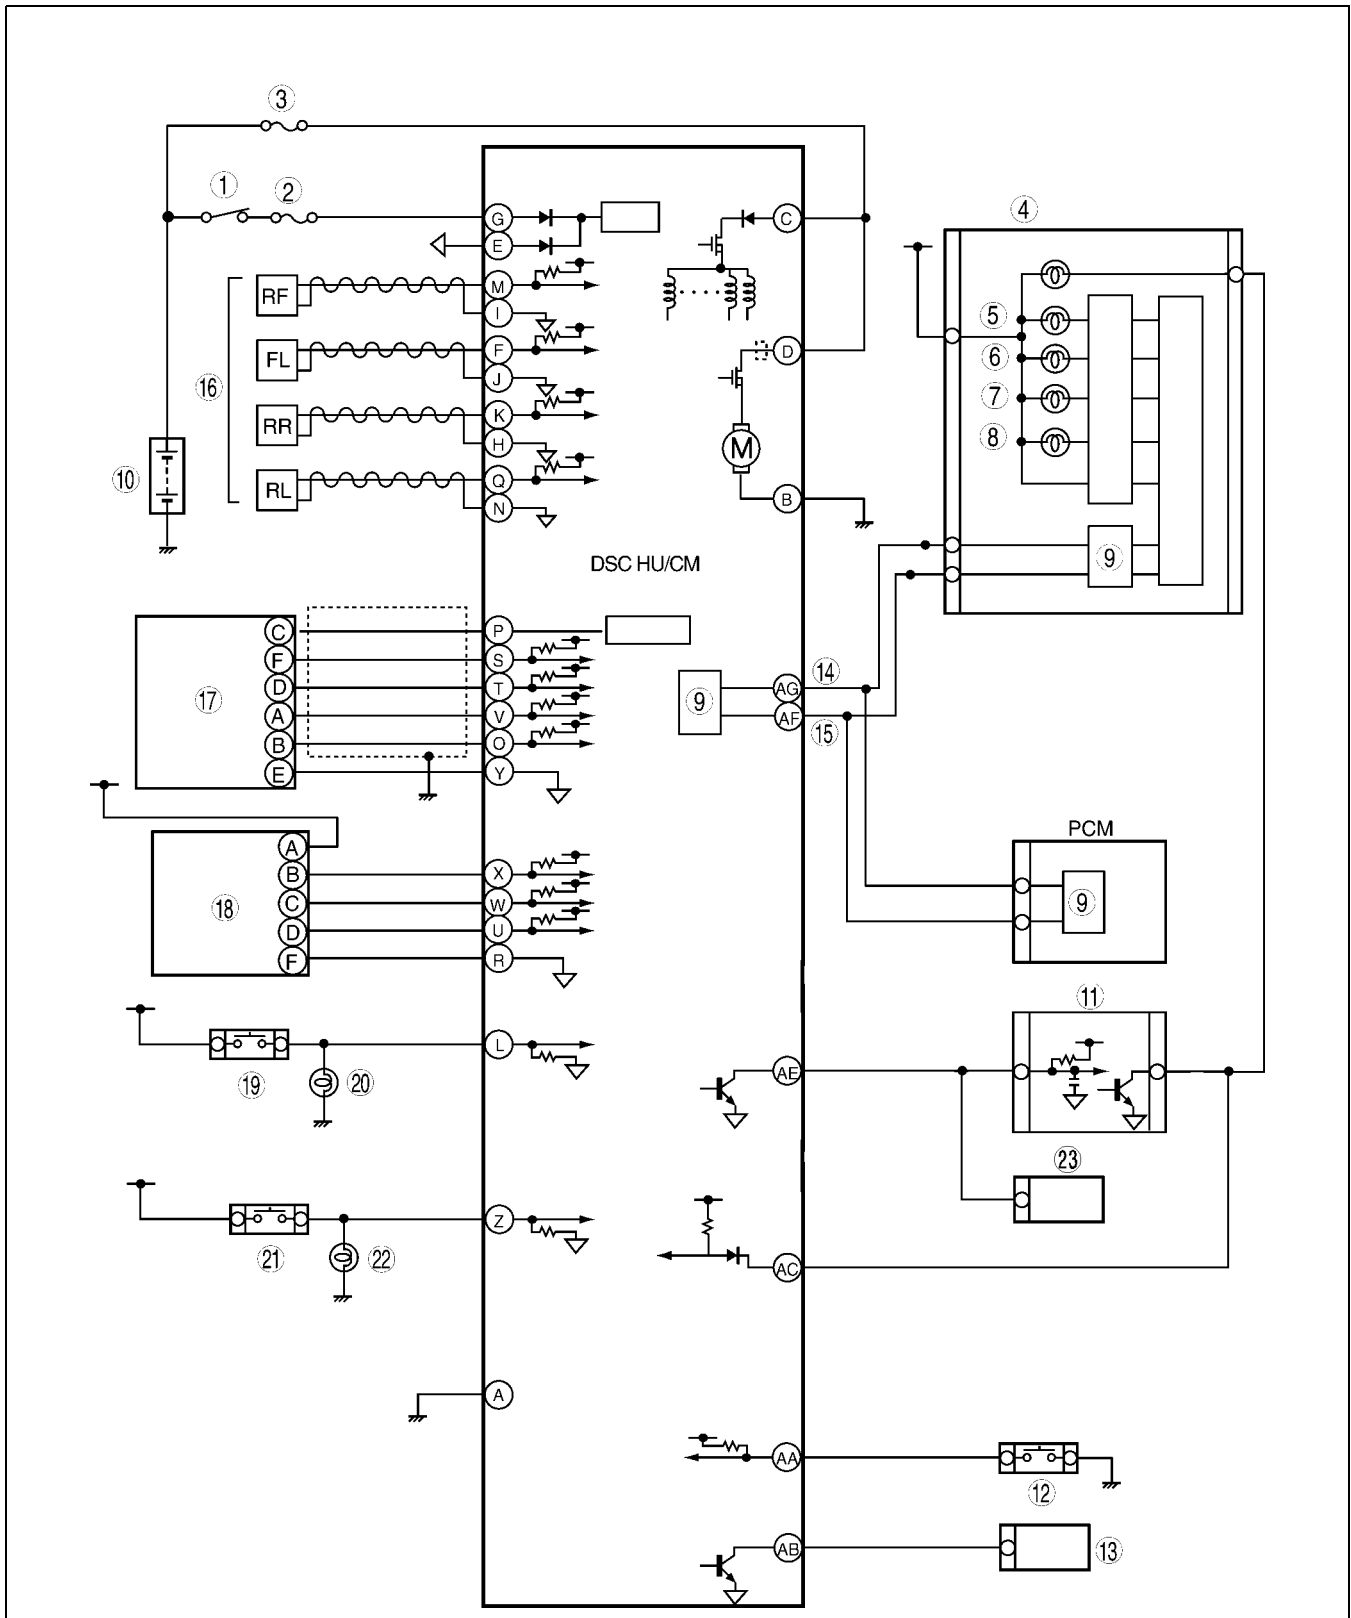 ③
① ②
④
G C
E
RF M
I
⑤
FL F D
⑥
J
⑦
⑯
RR K
⑧
H M
⑩
RL Q
N B
DSC HU/CM
⑨
C P
F S
⑭
D T AG
⑰ ⑨
A V AF
⑮
B O
E Y
PCM
A
B X
⑱ C W ⑨
D U
F R
⑪
L AE
⑲ ⑳
㉓
Z
㉑ ㉒ AC
A
AA
⑫
AB ⑬